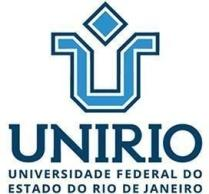 UNIRIO
UNIVERSIDADE FEDERAL DO
ESTADO DO RIO DE JANEIRO